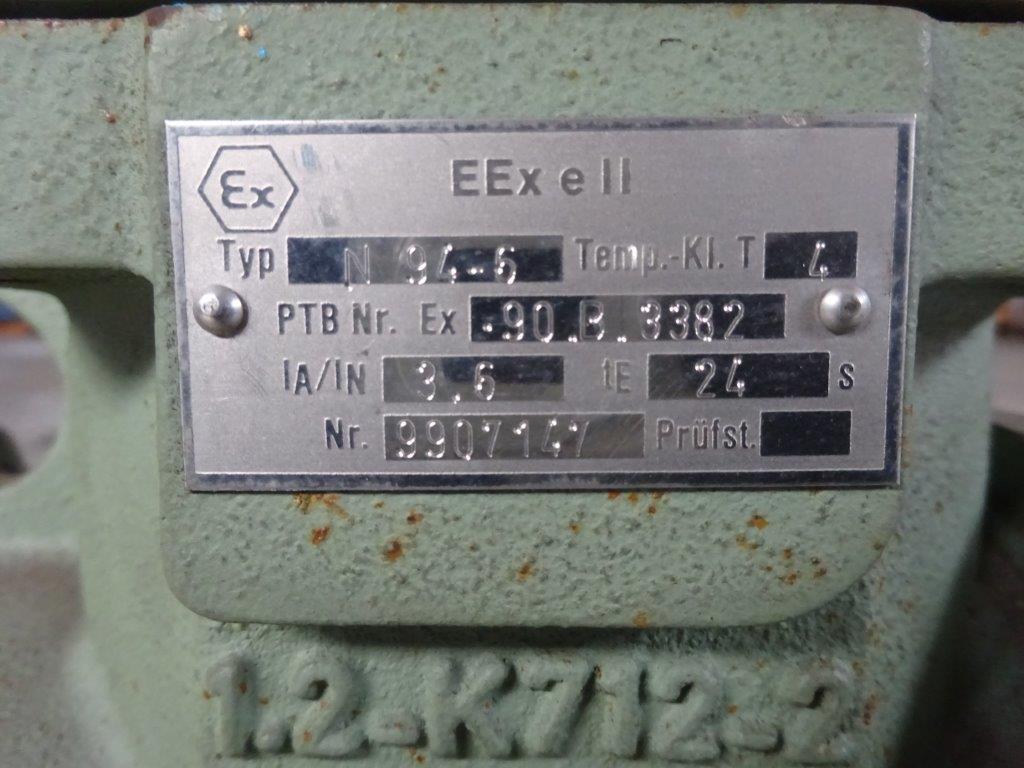 Ex EEx e II
Typ N 94-6 Temp.-Kl. T 4
PTB Nr. Ex -90.B.3382
IA/IN 3.6 tE 24 s
Nr. 9907147 Prüfst.
1.2-K712-2